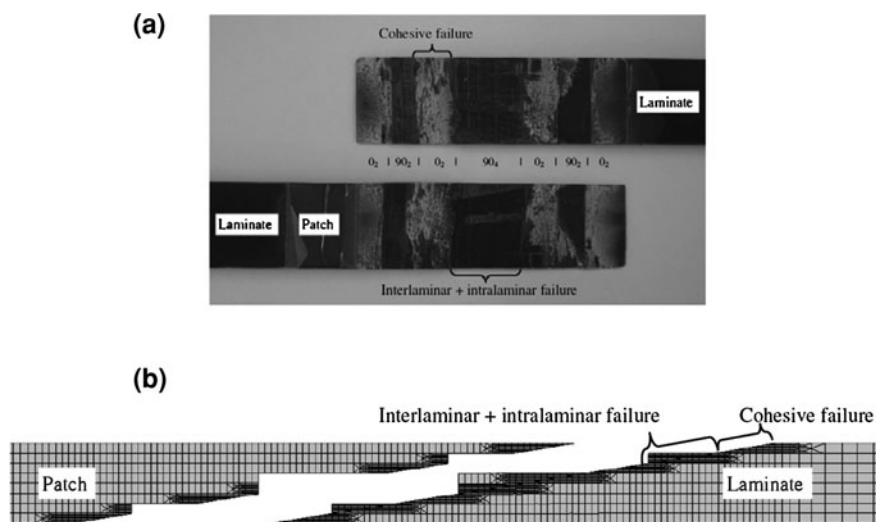 (a)
Cohesive failure
Laminate
0₂ | 90₂ | 0₂ | 90₄ | 0₂ | 90₂ | 0₂
Laminate
Patch
Interlaminar + intralaminar failure
(b)
Interlaminar + intralaminar failure
Cohesive failure
Patch
Laminate